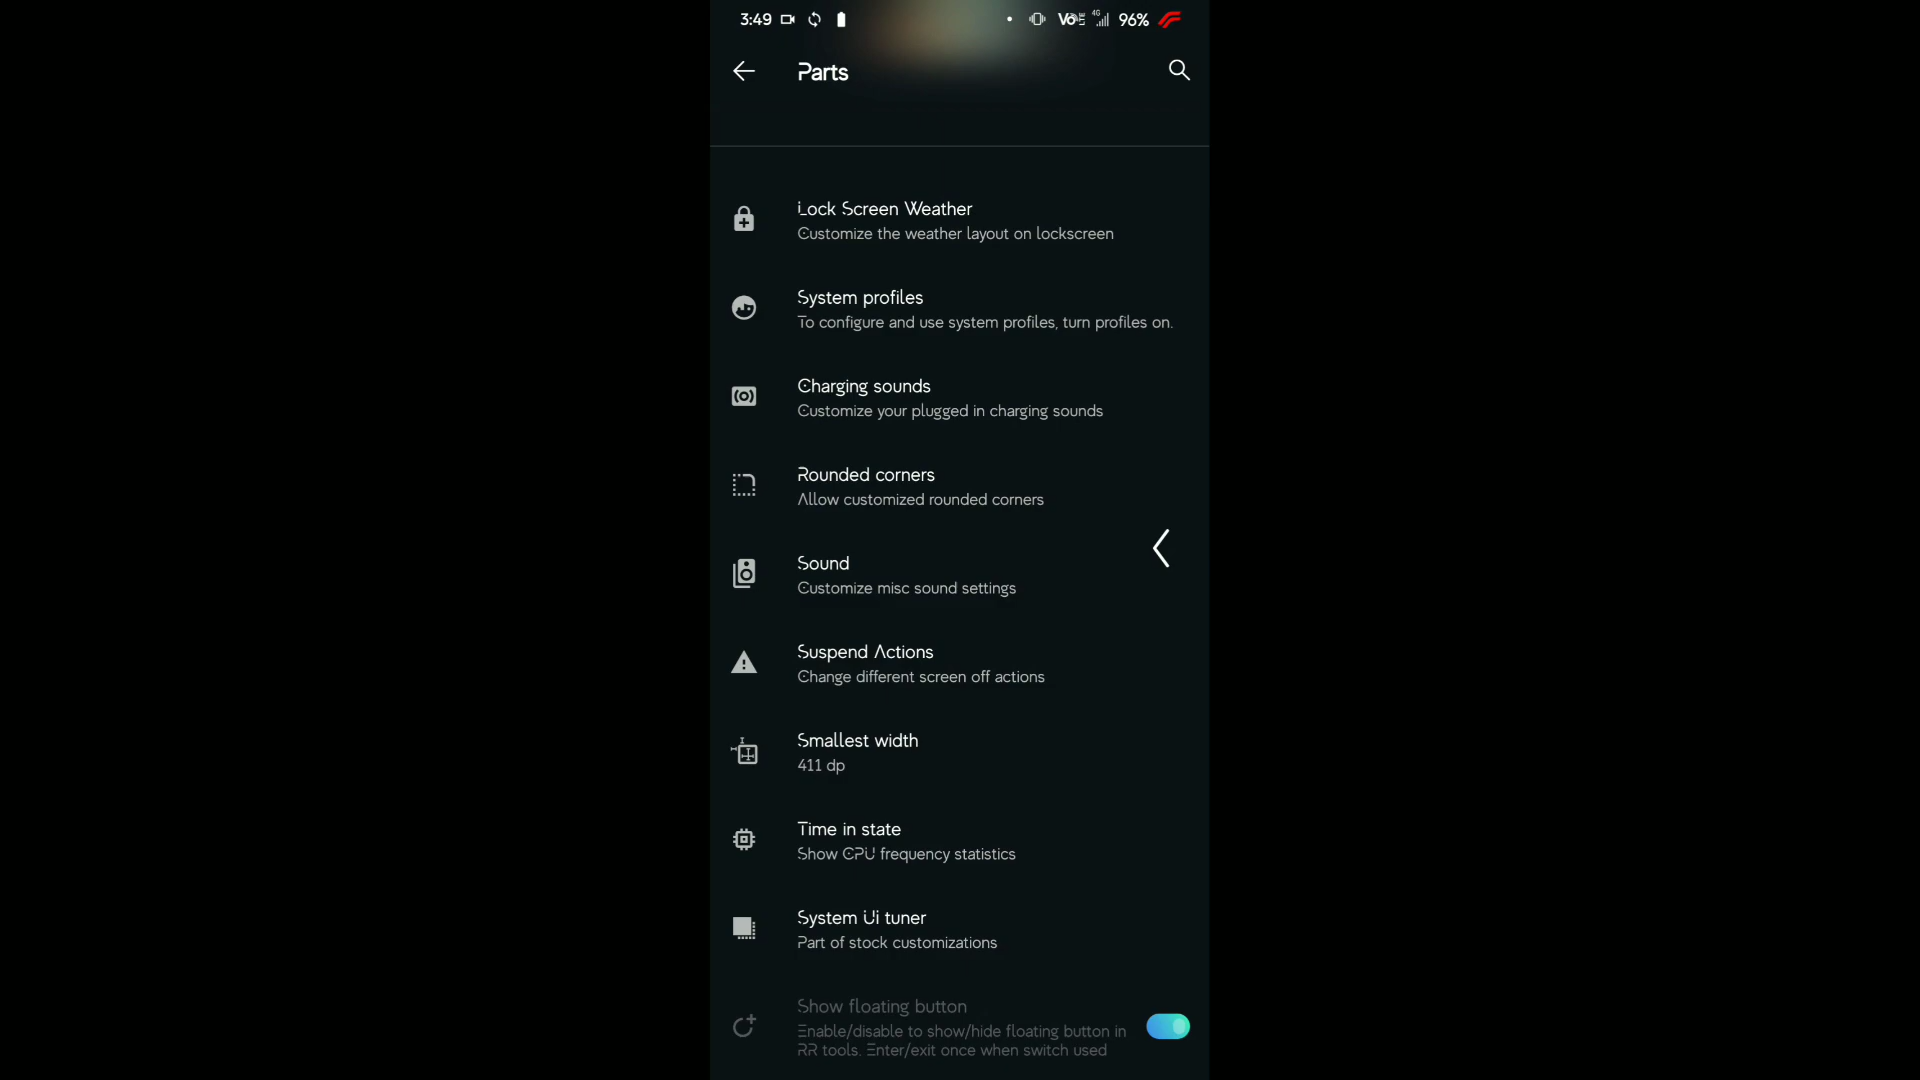 3:49
4G
96%
Parts
Lock Screen Weather
Customize the weather layout on lockscreen
System profiles
To configure and use system profiles, turn profiles on.
Charging sounds
Customize your plugged in charging sounds
Rounded corners
Allow customized rounded corners
Sound
Customize misc sound settings
Suspend Actions
Change different screen off actions
Smallest width
411 dp
Time in state
Show CPU frequency statistics
System Ui tuner
Part of stock customizations
Show floating button
Enable/disable to show/hide floating button in
RR tools. Enter/exit once when switch used